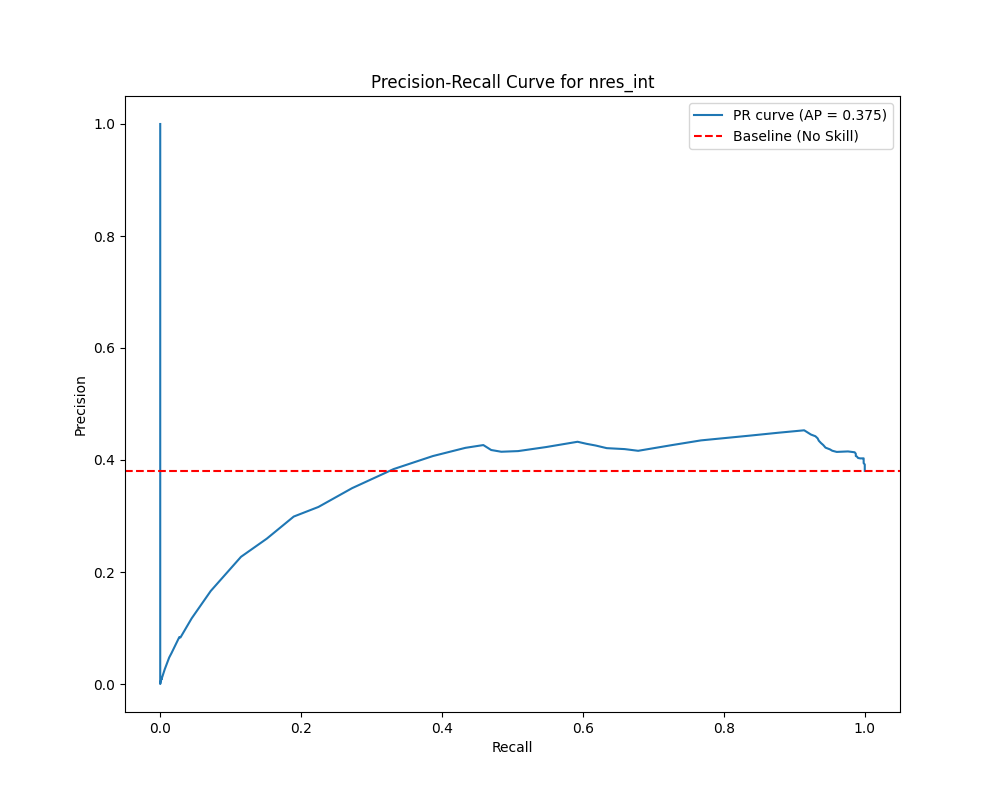 Precision-Recall Curve for nres_int
PR curve (AP = 0.375)
Baseline (No Skill)
1.0
0.8
0.6
0.4
0.2
0.0
Precision
0.0 0.2 0.4 0.6 0.8 1.0
Recall